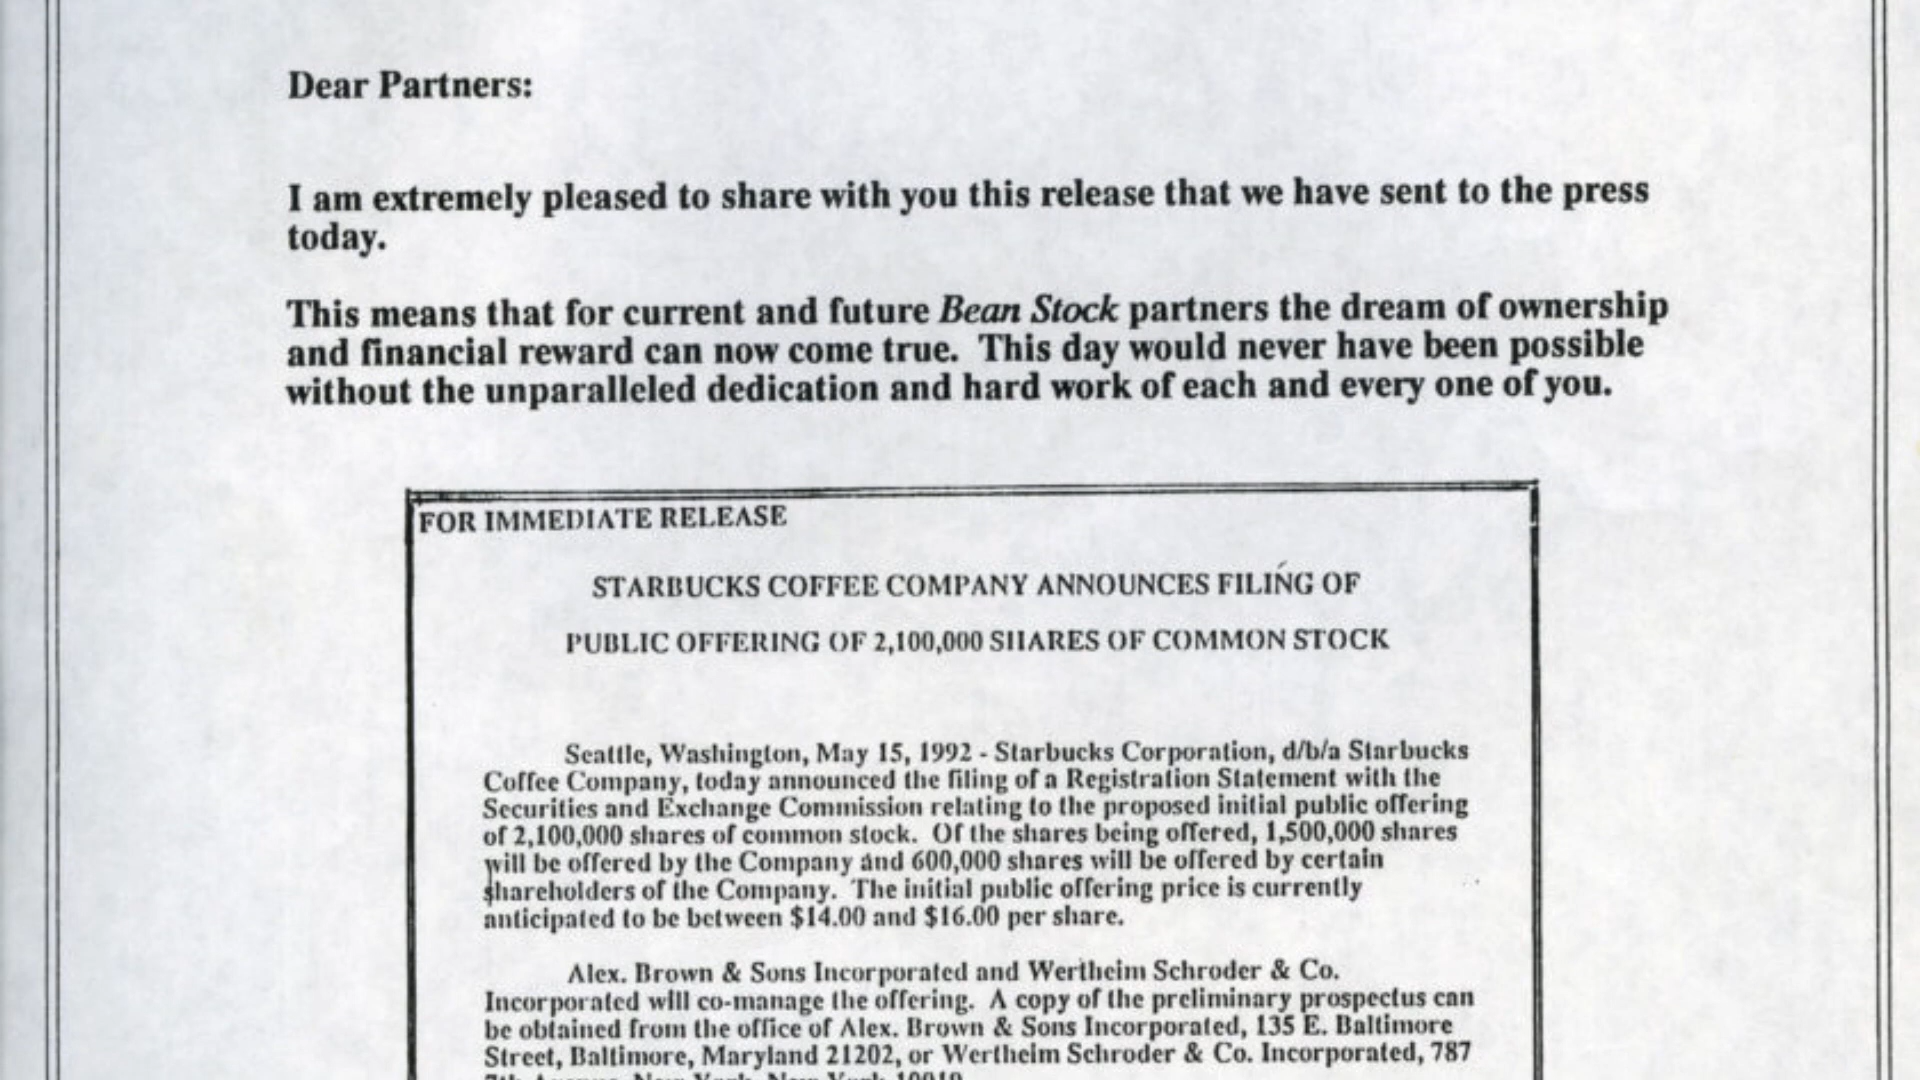 Dear Partners:
I am extremely pleased to share with you this release that we have sent to the press
today.
This means that for current and future Bean Stock partners the dream of ownership
and financial reward can now come true. This day would never have been possible
without the unparalleled dedication and hard work of each and every one of you.
FOR IMMEDIATE RELEASE
STARBUCKS COFFEE COMPANY ANNOUNCES FILING OF
PUBLIC OFFERING OF 2,100,000 SHARES OF COMMON STOCK
Seattle, Washington, May 15, 1992 - Starbucks Corporation, d/b/a Starbucks
Coffee Company, today announced the filing of a Registration Statement with the
Securities and Exchange Commission relating to the proposed initial public offering
of 2,100,000 shares of common stock. Of the shares being offered, 1,500,000 shares
will be offered by the Company and 600,000 shares will be offered by certain
shareholders of the Company. The initial public offering price is currently
anticipated to be between $14.00 and $16.00 per share.
Alex. Brown & Sons Incorporated and Wertheim Schroder & Co.
Incorporated will co-manage the offering. A copy of the preliminary prospectus can
be obtained from the office of Alex. Brown & Sons Incorporated, 135 E. Baltimore
Street, Baltimore, Maryland 21202, or Wertheim Schroder & Co. Incorporated, 787
7th Avenue, New York, New York 10019